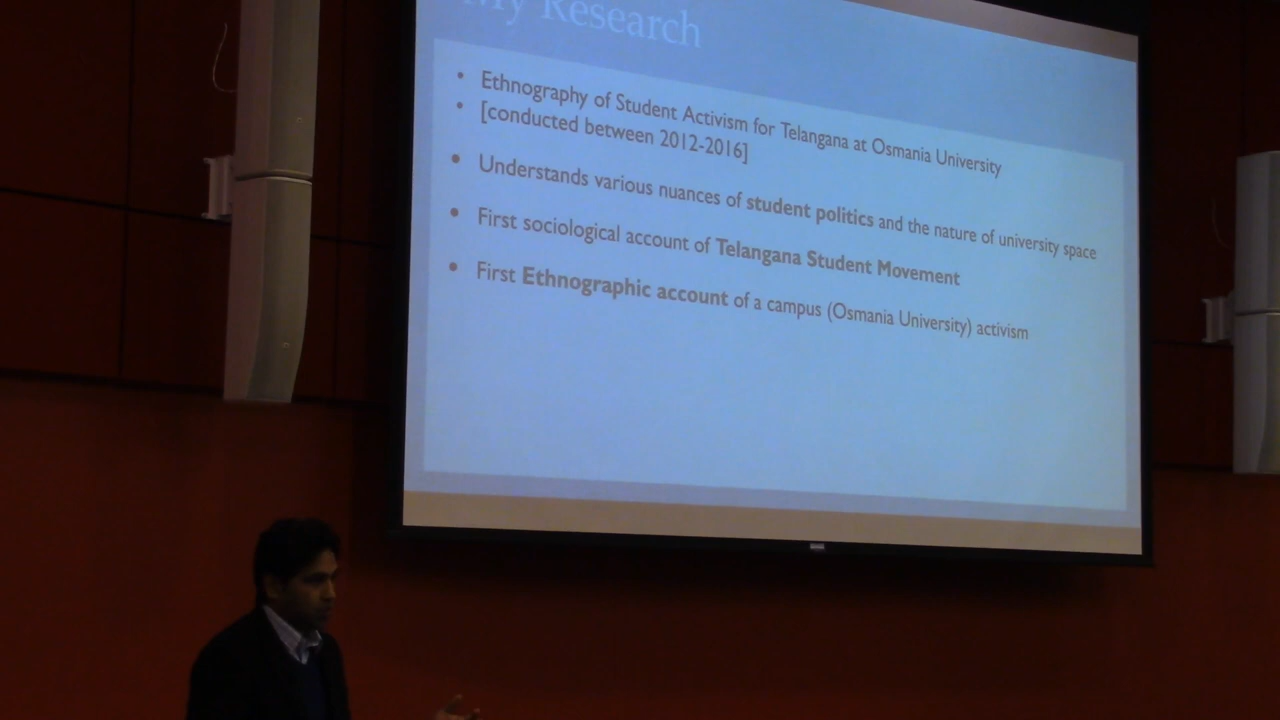 My Research
• Ethnography of Student Activism for Telangana at Osmania University
• [conducted between 2012-2016]
• Understands various nuances of student politics and the nature of university space
• First sociological account of Telangana Student Movement
• First Ethnographic account of a campus (Osmania University) activism